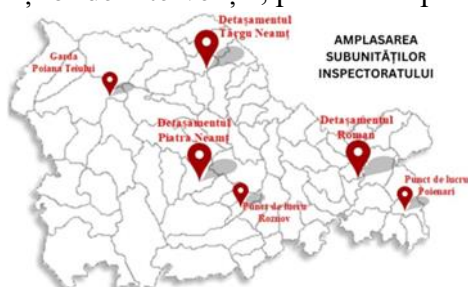 Detașamentul
Târgu Neamț
AMPLASAREA
SUBUNITĂȚILOR
INSPECTORATULUI
Garda
Poiana Teiului
Detașamentul
Piatra Neamț
Detașamentul
Roman
Punct de lucru
Poienari
Punct de lucru
Roznov